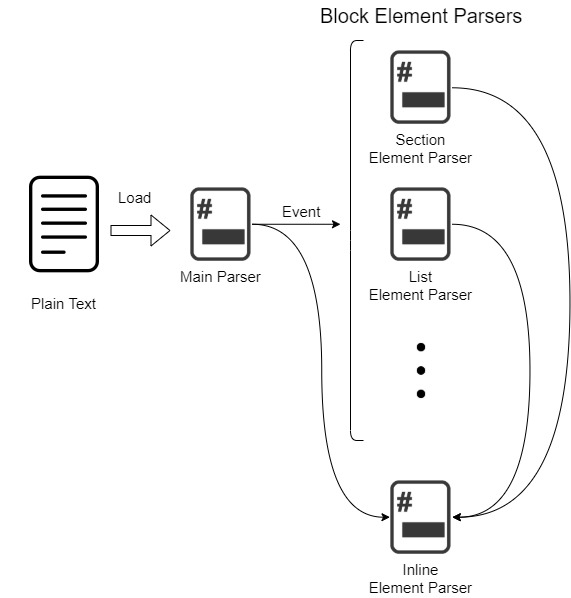 Block Element Parsers
#
Section
Element Parser
Load
#
Event
#
Plain Text
Main Parser
List
Element Parser
#
Inline
Element Parser